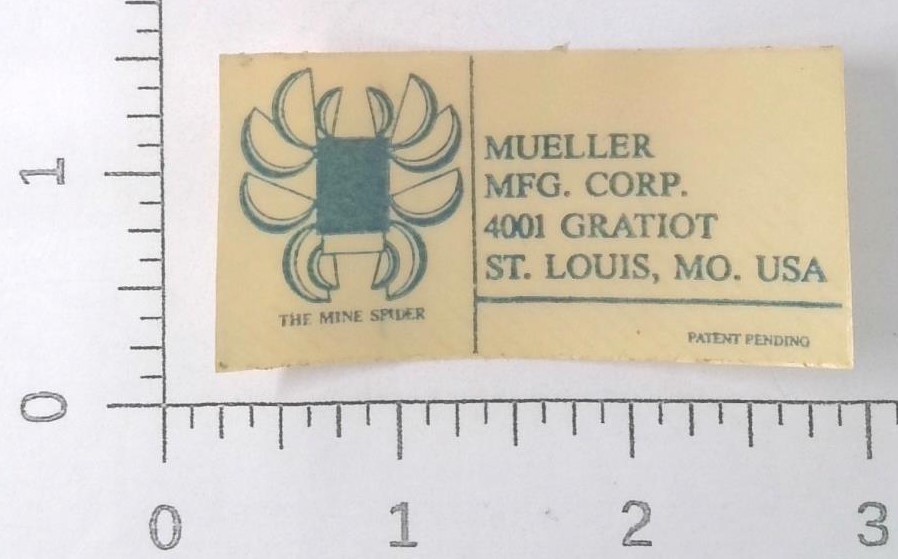 MUELLER
MFG. CORP.
4001 GRATIOT
ST. LOUIS, MO. USA
THE MINE SPIDER
PATENT PENDING
1
0
0 1 2 3